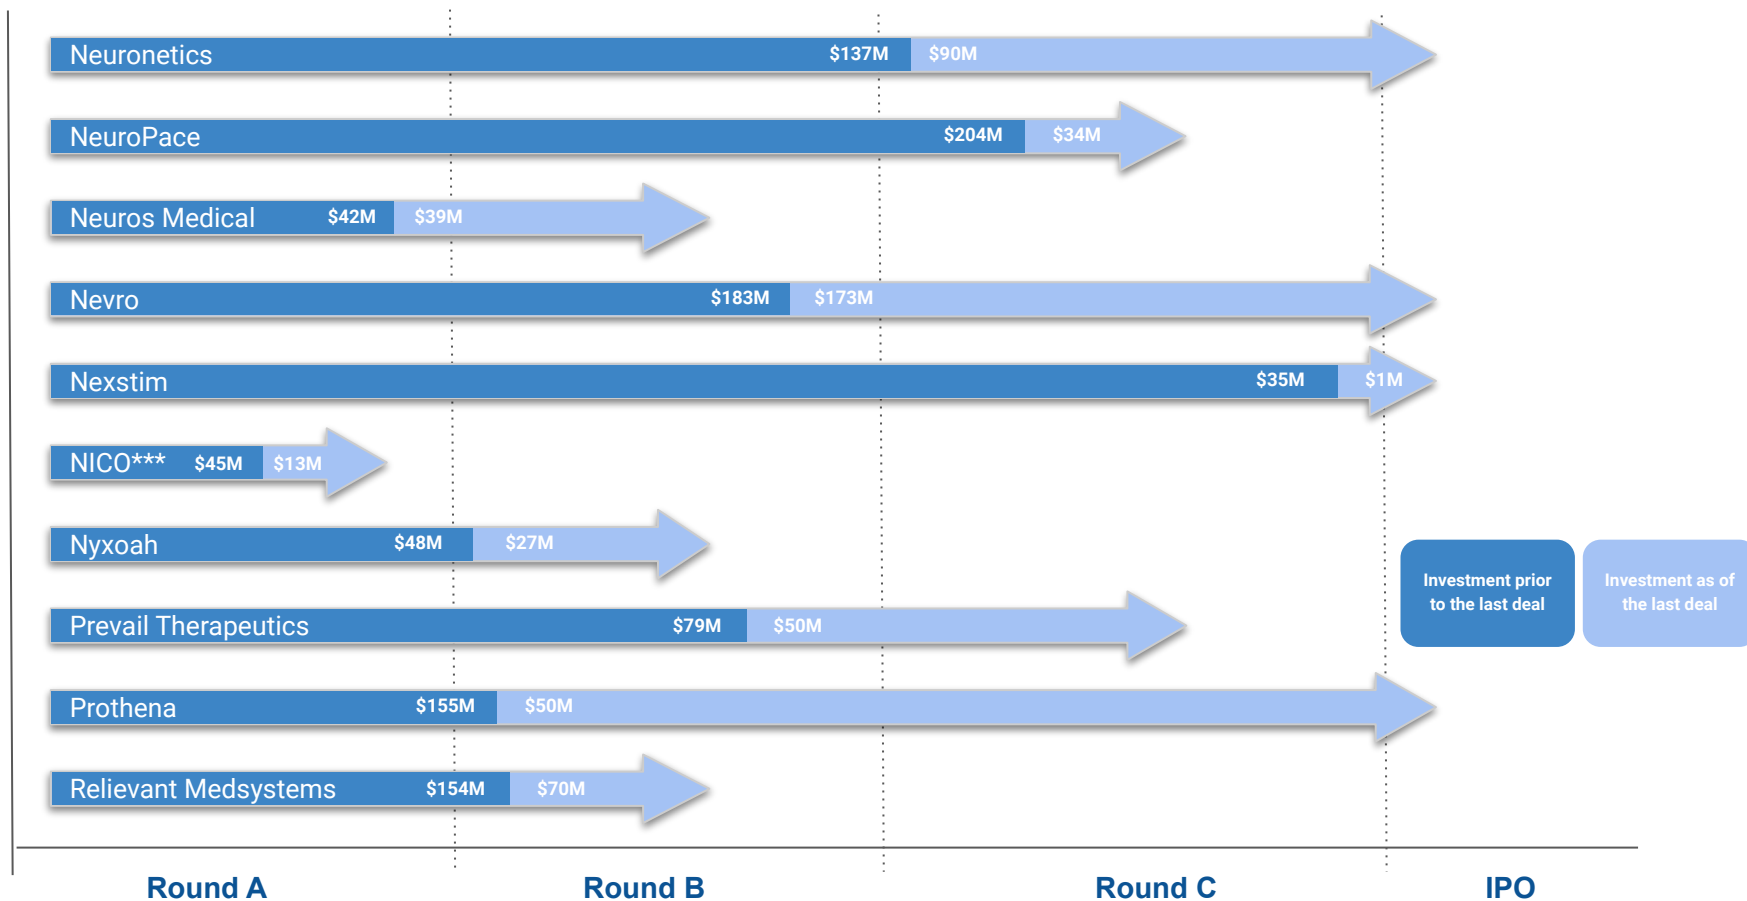 Neuronetics $137M $90M
NeuroPace $204M $34M
Neuros Medical $42M $39M
Nevro $183M $173M
Nexstim $35M $1M
NICO*** $45M $13M
Nyxoah $48M $27M
Prevail Therapeutics $79M $50M
Prothena $155M $50M
Relievant Medsystems $154M $70M
Investment prior
to the last deal
Investment as of
the last deal
Round A Round B Round C IPO